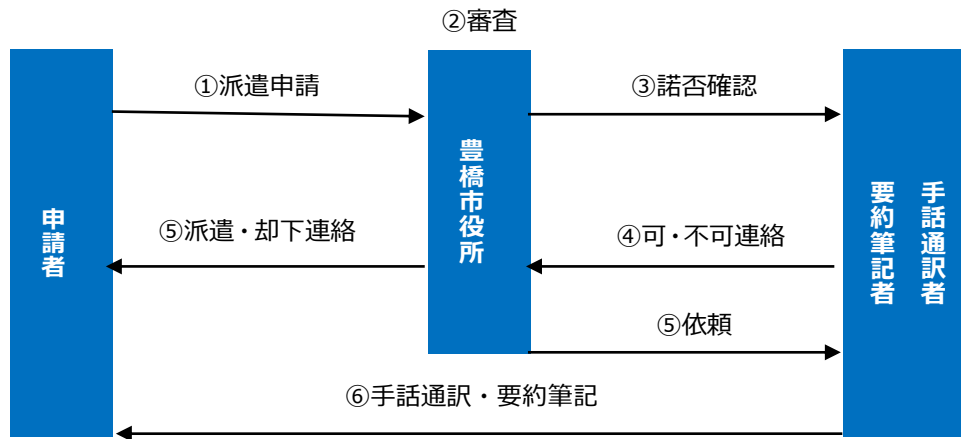 ②審査
①派遣申請
③諾否確認
豊橋市役所
申請者
手話通訳者
要約筆記者
⑤派遣・却下連絡
④可・不可連絡
⑤依頼
⑥手話通訳・要約筆記